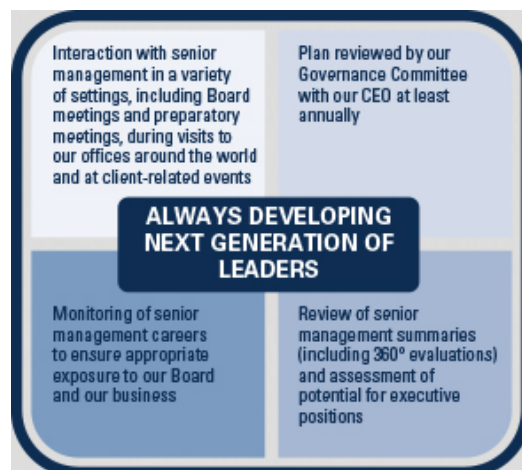 Interaction with senior
management in a variety
of settings, including Board
meetings and preparatory
meetings, during visits to
our offices around the world
and at client-related events
Plan reviewed by our
Governance Committee
with our CEO at least
annually
ALWAYS DEVELOPING
NEXT GENERATION OF
LEADERS
Monitoring of senior
management careers
to ensure appropriate
exposure to our Board
and our business
Review of senior
management summaries
(including 360º evaluations)
and assessment of
potential for executive
positions